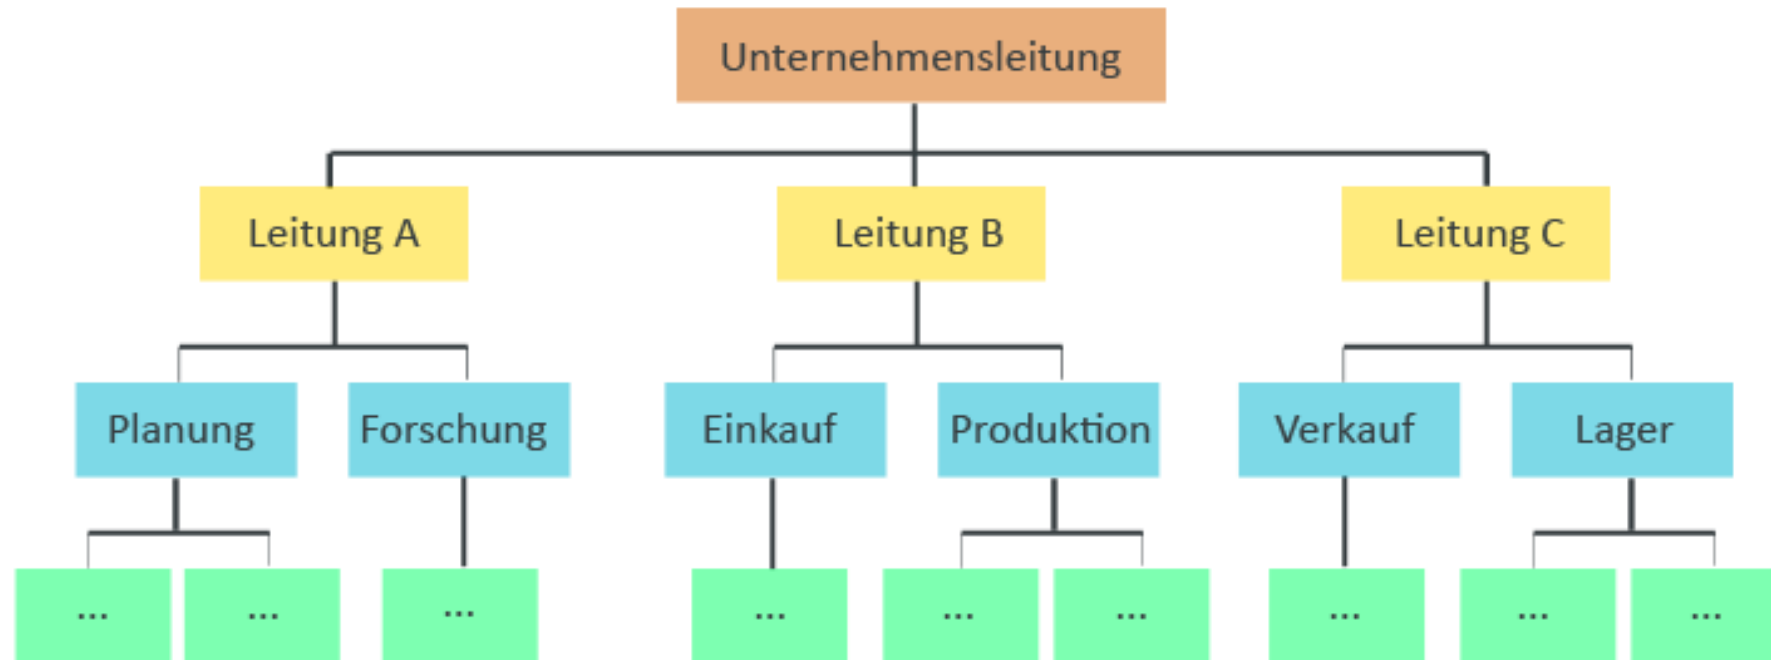 Unternehmensleitung
Leitung A
Leitung B
Leitung C
Planung
Forschung
Einkauf
Produktion
Verkauf
Lager
...
...
...
...
...
...
...
...
...